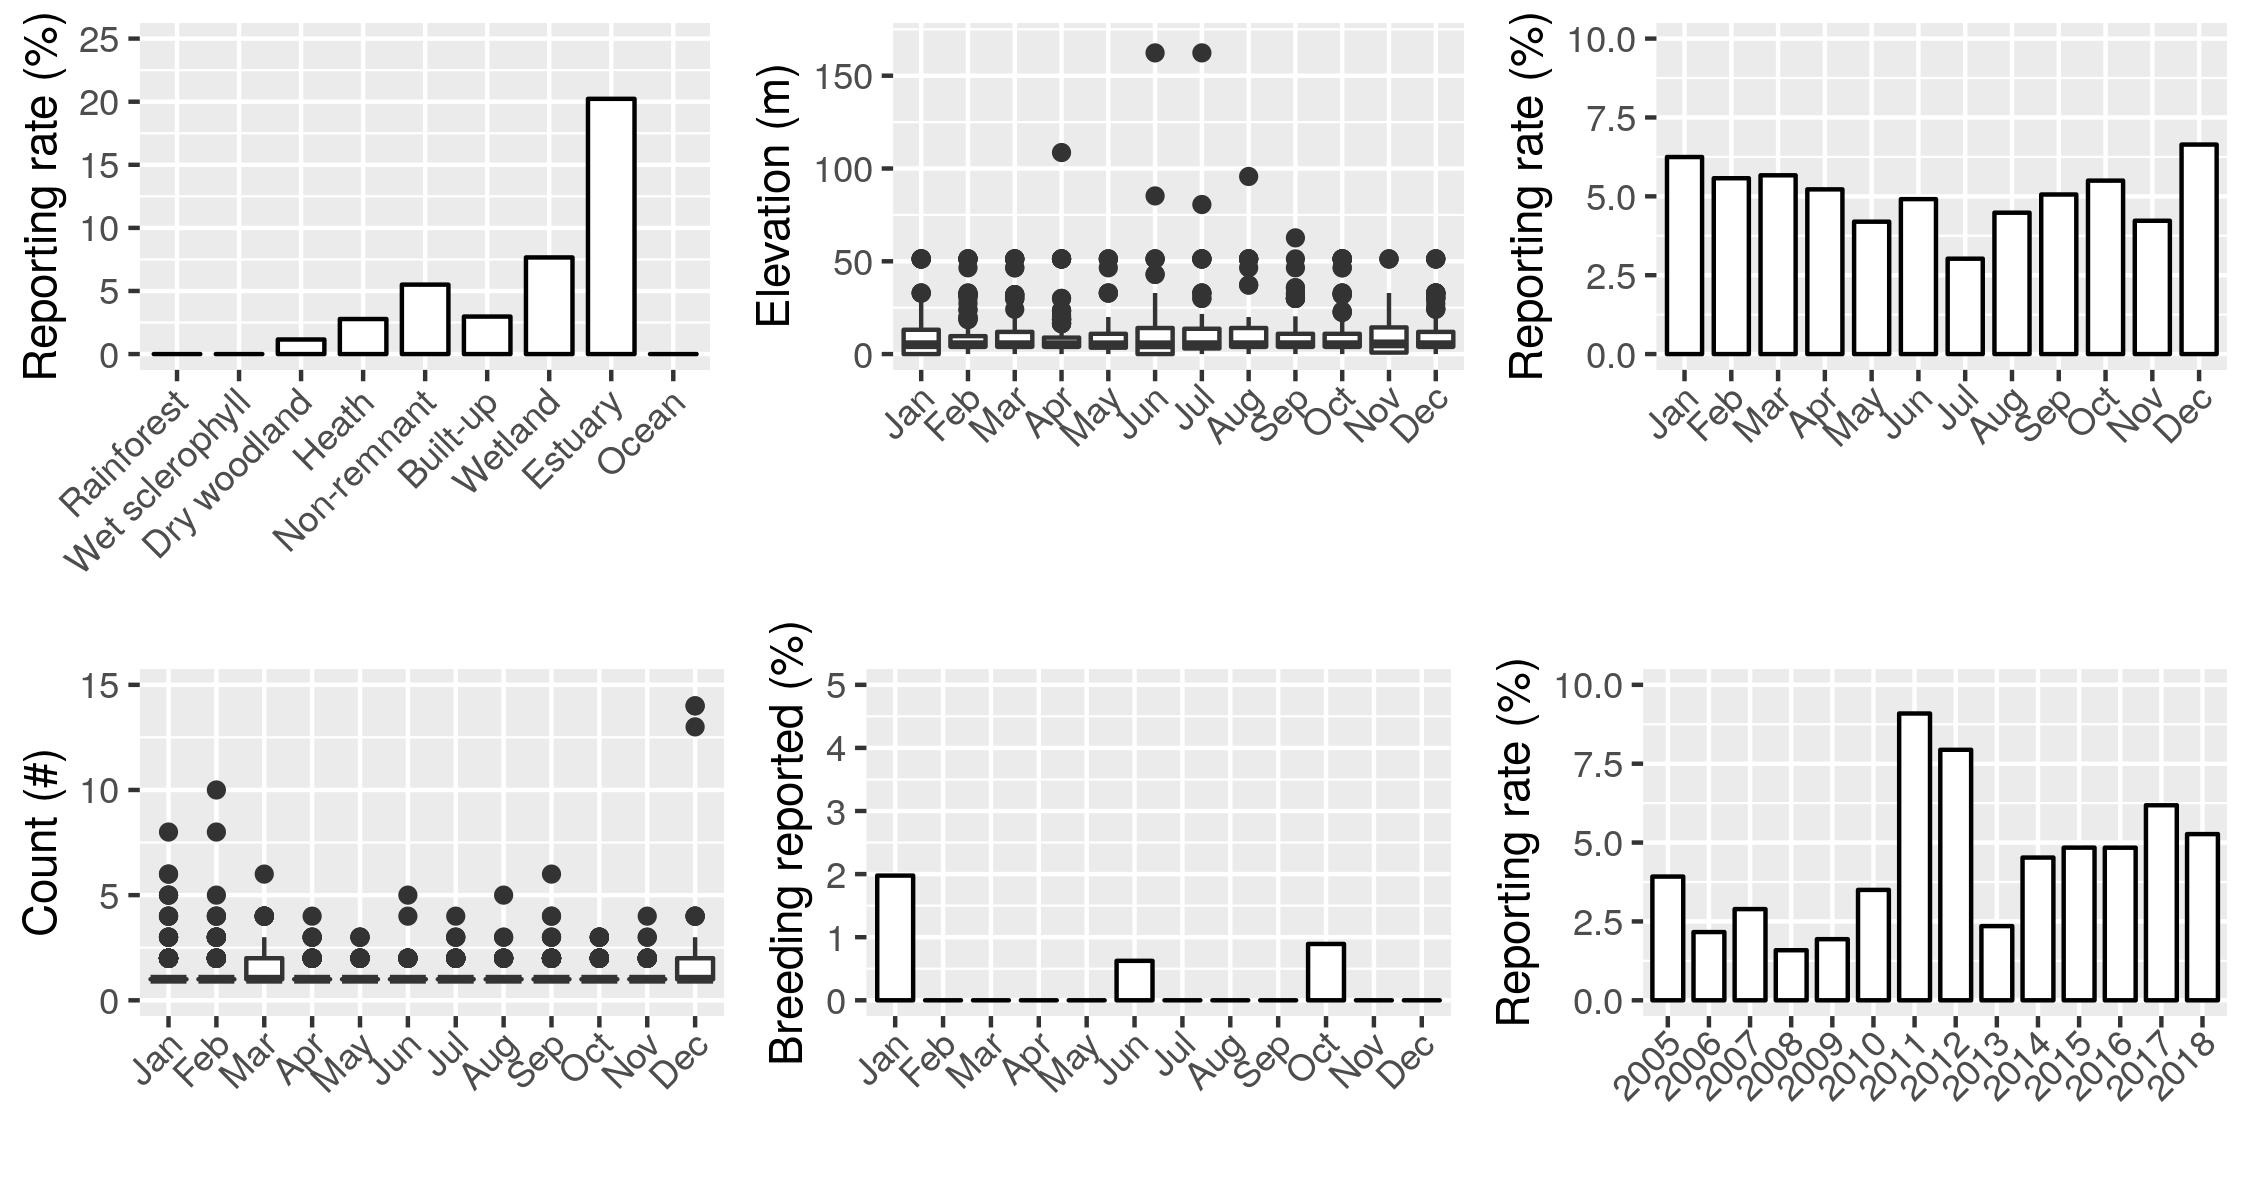 Reporting rate (%)
25
20
15
10
5
0
Rainforest
Wet sclerophyll
Dry woodland
Heath
Non-remnant
Built-up
Wetland
Estuary
Ocean
Elevation (m)
150
100
50
0
Jan
Feb
Mar
Apr
May
Jun
Jul
Aug
Sep
Oct
Nov
Dec
Reporting rate (%)
10.0
7.5
5.0
2.5
0.0
Jan
Feb
Mar
Apr
May
Jun
Jul
Aug
Sep
Oct
Nov
Dec
Count (#)
15
10
5
0
Jan
Feb
Mar
Apr
May
Jun
Jul
Aug
Sep
Oct
Nov
Dec
Breeding reported (%)
5
4
3
2
1
0
Jan
Feb
Mar
Apr
May
Jun
Jul
Aug
Sep
Oct
Nov
Dec
Reporting rate (%)
10.0
7.5
5.0
2.5
0.0
2005
2006
2007
2008
2009
2010
2011
2012
2013
2014
2015
2016
2017
2018